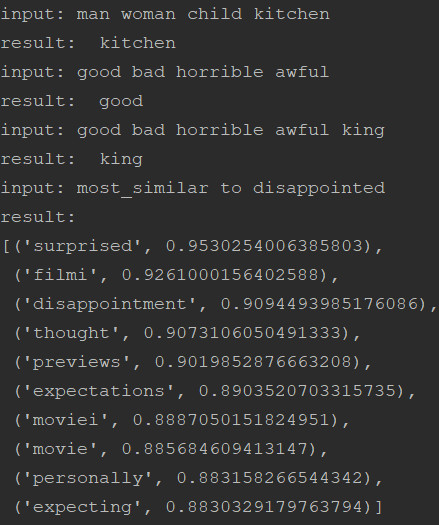 input: man woman child kitchen
result:  kitchen
input: good bad horrible awful
result:  good
input: good bad horrible awful king
result:  king
input: most_similar to disappointed
result:
[('surprised', 0.9530254006385803),
 ('filmi', 0.9261000156402588),
 ('disappointment', 0.9094493985176086),
 ('thought', 0.9073106050491333),
 ('previews', 0.9019852876663208),
 ('expectations', 0.8903520703315735),
 ('moviei', 0.8887050151824951),
 ('movie', 0.885684609413147),
 ('personally', 0.883158266544342),
 ('expecting', 0.8830329179763794)]